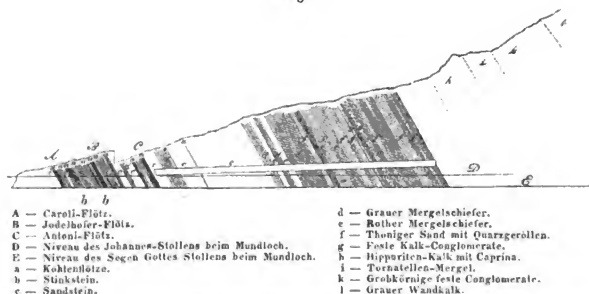 h i k l
A B C
D
E
b b
A — Caroli-Flötz.
B — Jodelhofer-Flötz.
C — Antoni-Flötz.
D — Niveau des Johannes-Stollens beim Mundloch.
E — Niveau des Segen Gottes Stollens beim Mundloch.
a — Kohlenflötze.
b — Stinkstein.
c — Sandstein.
d — Grauer Mergelschiefer.
e — Rother Mergelschiefer.
f — Thoniger Sand mit Quarzgeröllen.
g — Feste Kalk-Conglomerate.
h — Hippuriten-Kalk mit Caprina.
i — Tornatellen-Mergel.
k — Grobkörnige feste Conglomerate.
l — Grauer Wandkalk.